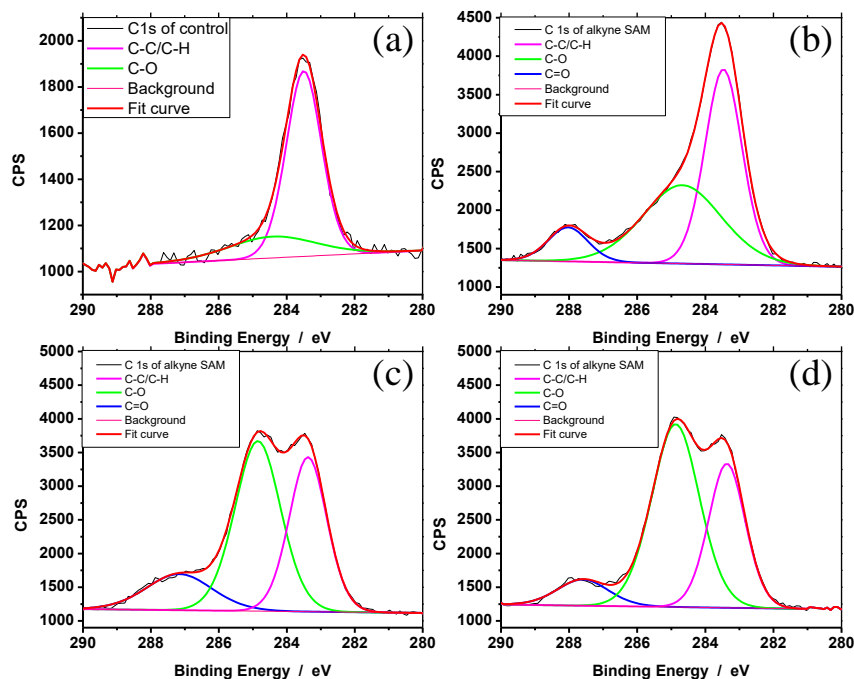 C1s of control
C-C/C-H
C-O
Background
Fit curve
(a)
2000
1800
1600
1400
1200
1000
CPS
290 288 286 284 282 280
Binding Energy / eV
C 1s of alkyne SAM
C-C/C-H
C-O
C=O
Background
Fit curve
(b)
4500
4000
3500
3000
2500
2000
1500
1000
CPS
290 288 286 284 282 280
Binding Energy / eV
C 1s of alkyne SAM
C-C/C-H
C-O
C=O
Background
Fit curve
(c)
5000
4500
4000
3500
3000
2500
2000
1500
1000
CPS
290 288 286 284 282 280
Binding Energy / eV
C 1s of alkyne SAM
C-C/C-H
C-O
C=O
Background
Fit curve
(d)
5000
4500
4000
3500
3000
2500
2000
1500
1000
CPS
290 288 286 284 282 280
Binding Energy / eV